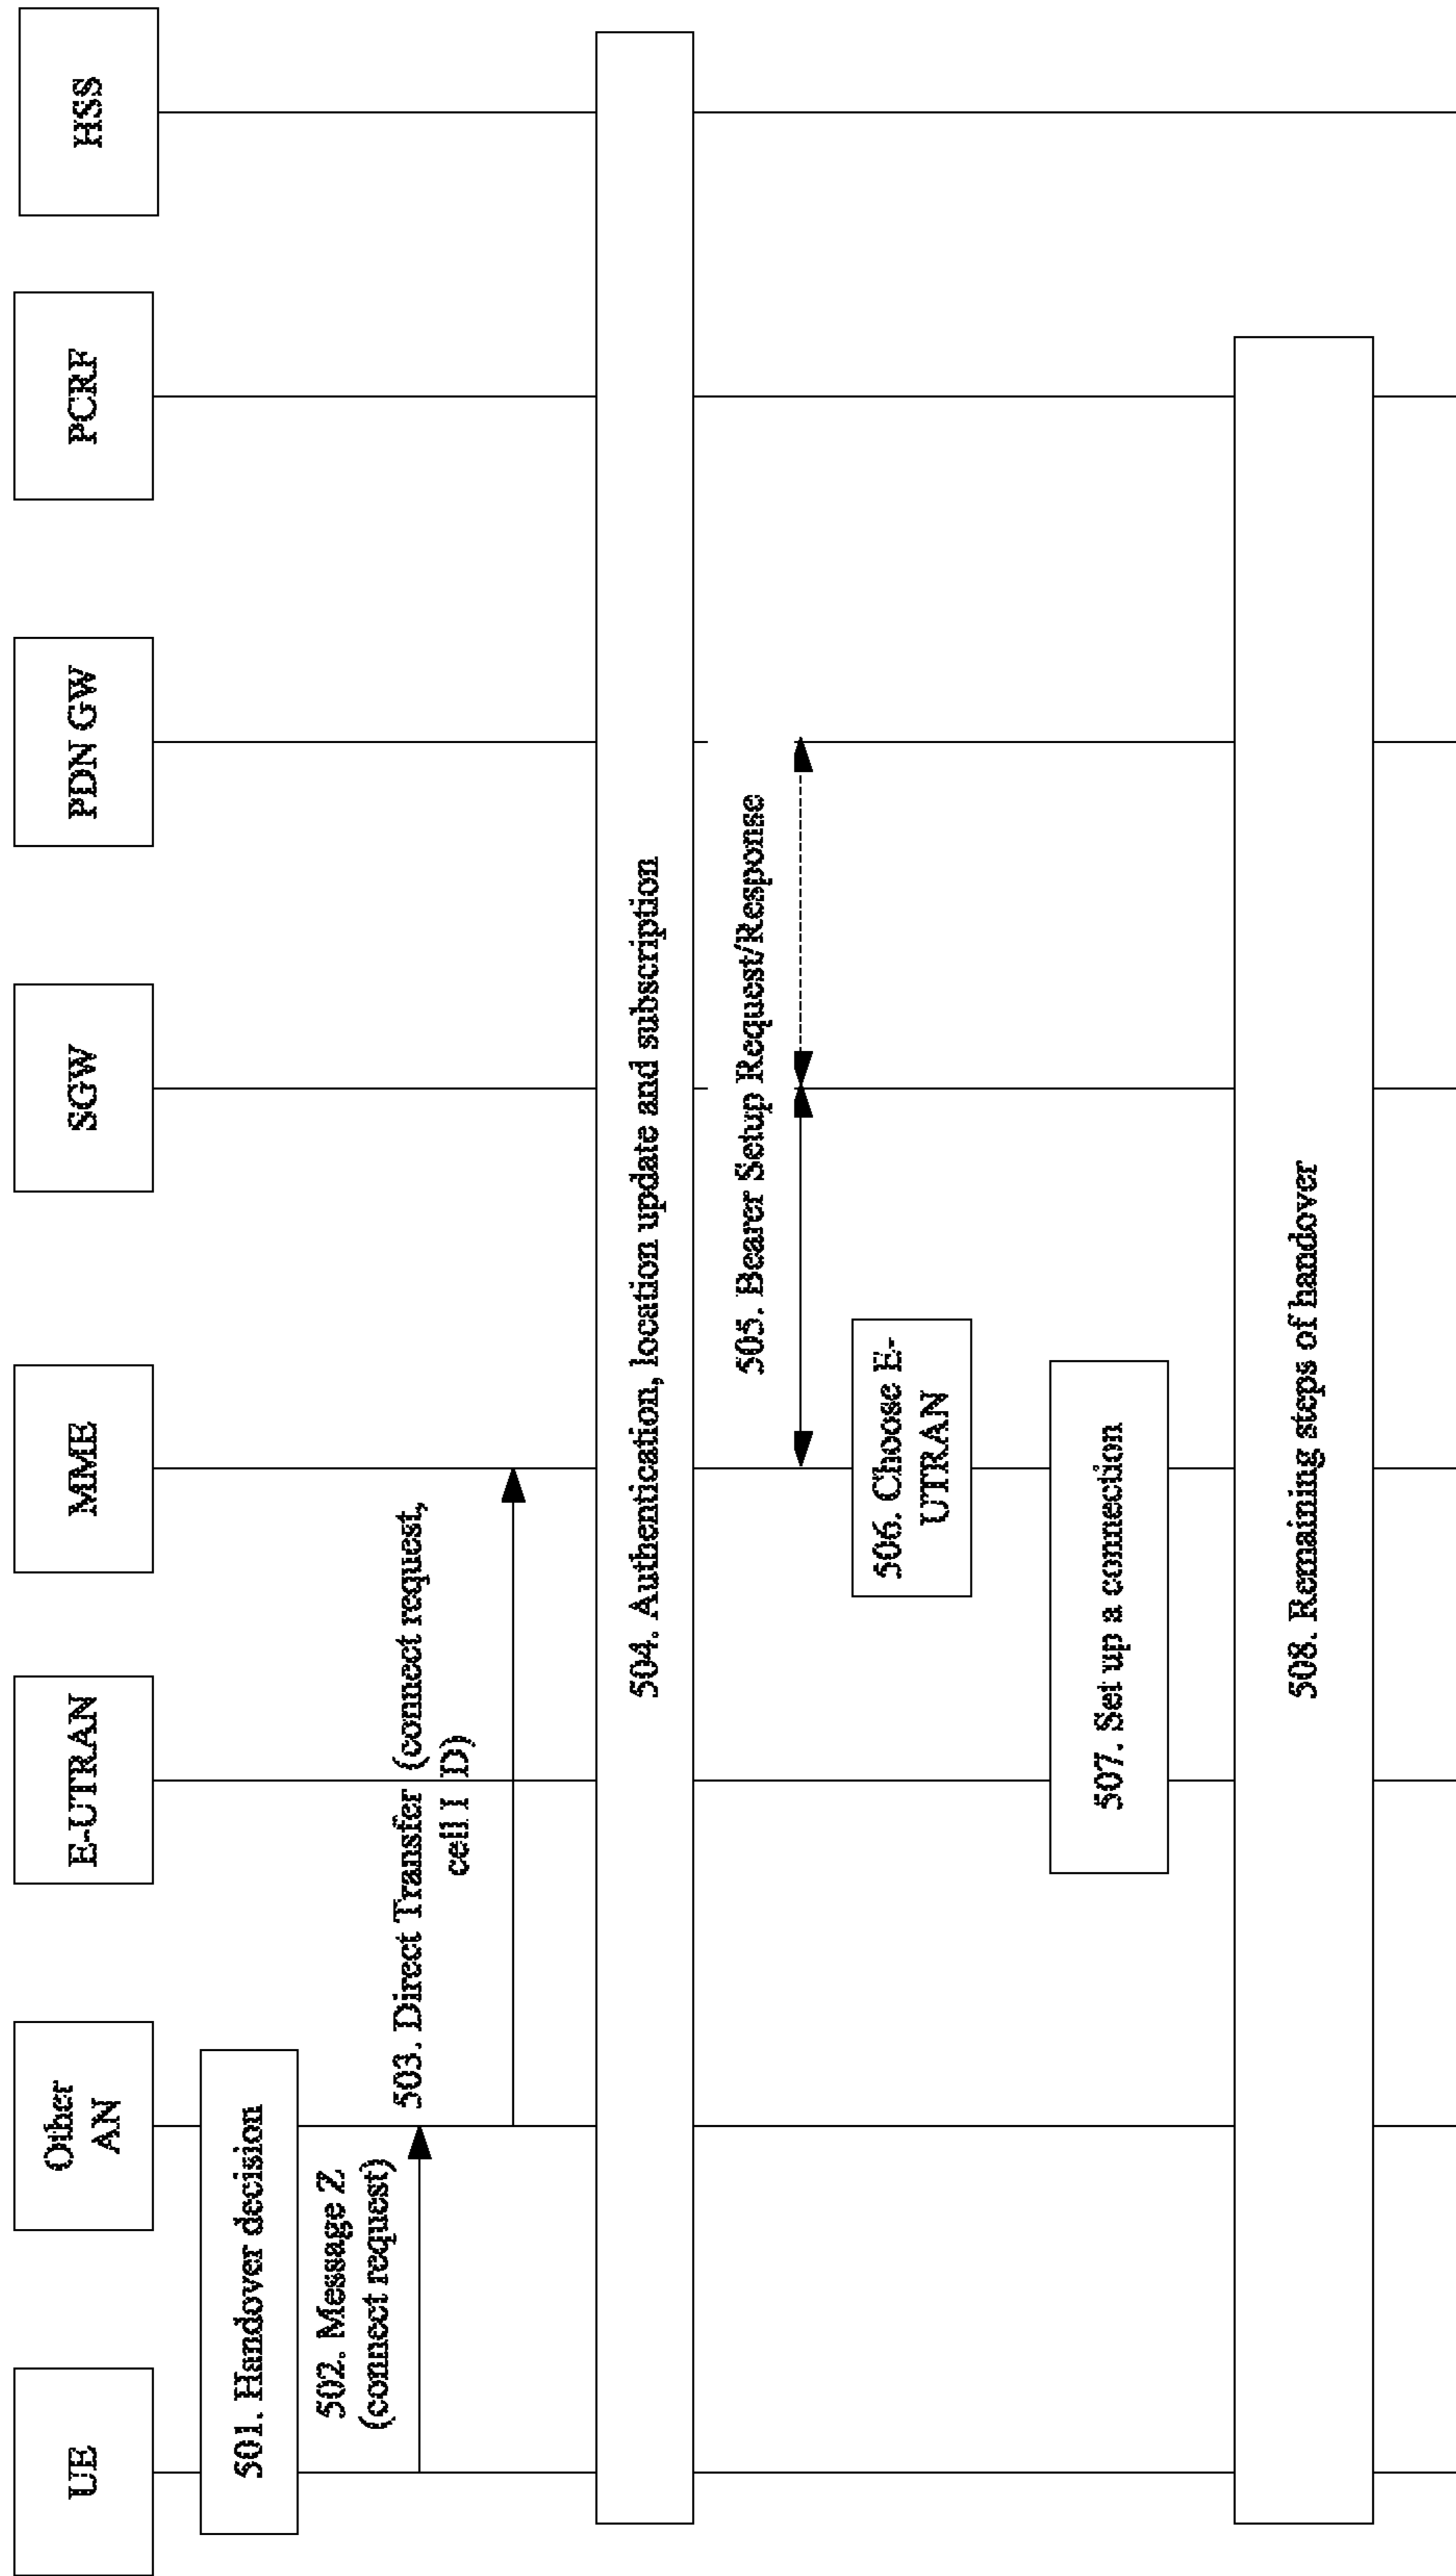 UE
Other
AN
E-UTRAN
MME
SGW
PDN GW
PCRF
HSS
501. Handover decision
502. Message Z
(connect request)
503. Direct Transfer (connect request,
cell ID)
504. Authentication, location update and subscription
505. Bearer Setup Request/Response
506. Choose E-
UTRAN
507. Set up a connection
508. Remaining steps of handover